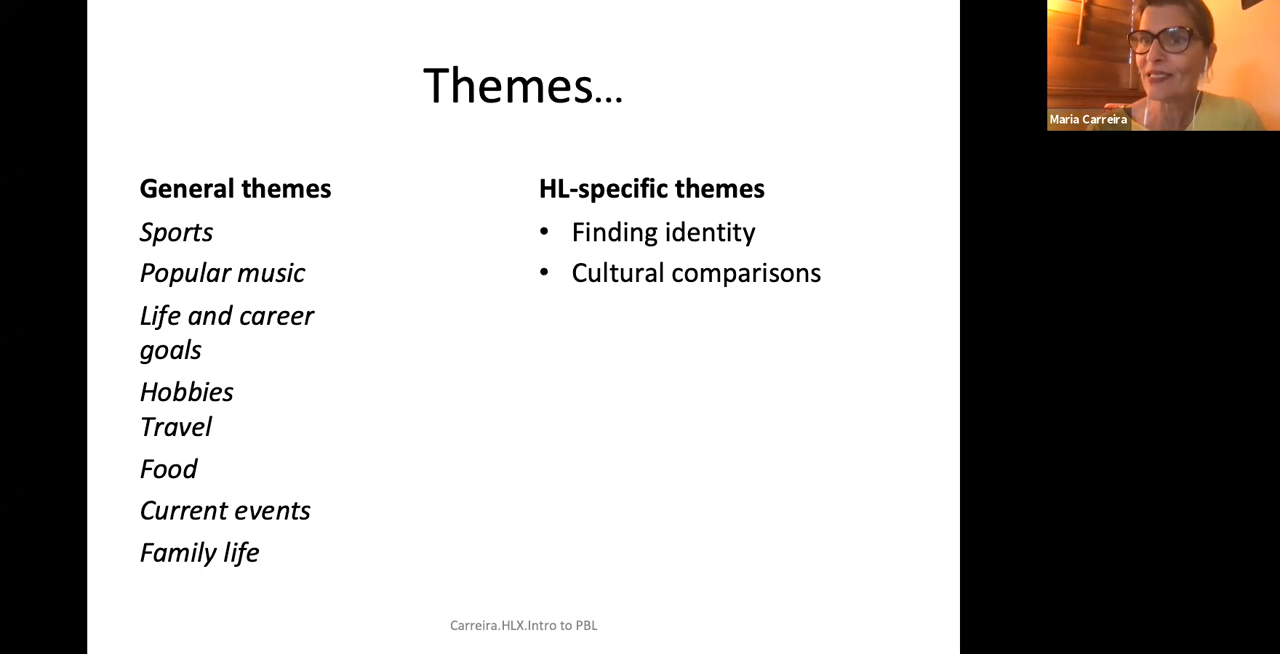 Themes...
General themes
Sports
Popular music
Life and career
goals
Hobbies
Travel
Food
Current events
Family life
HL-specific themes
• Finding identity
• Cultural comparisons
Carreira.HLX.Intro to PBL
Maria Carreira